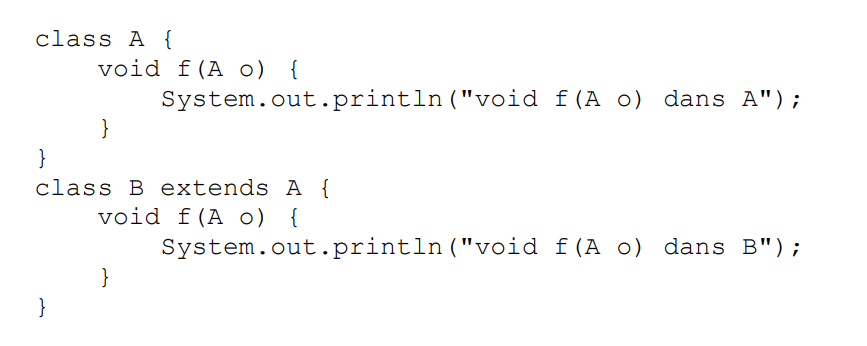 class A {
    void f(A o) {
        System.out.println("void f(A o) dans A");
    }
}
class B extends A {
    void f(A o) {
        System.out.println("void f(A o) dans B");
    }
}